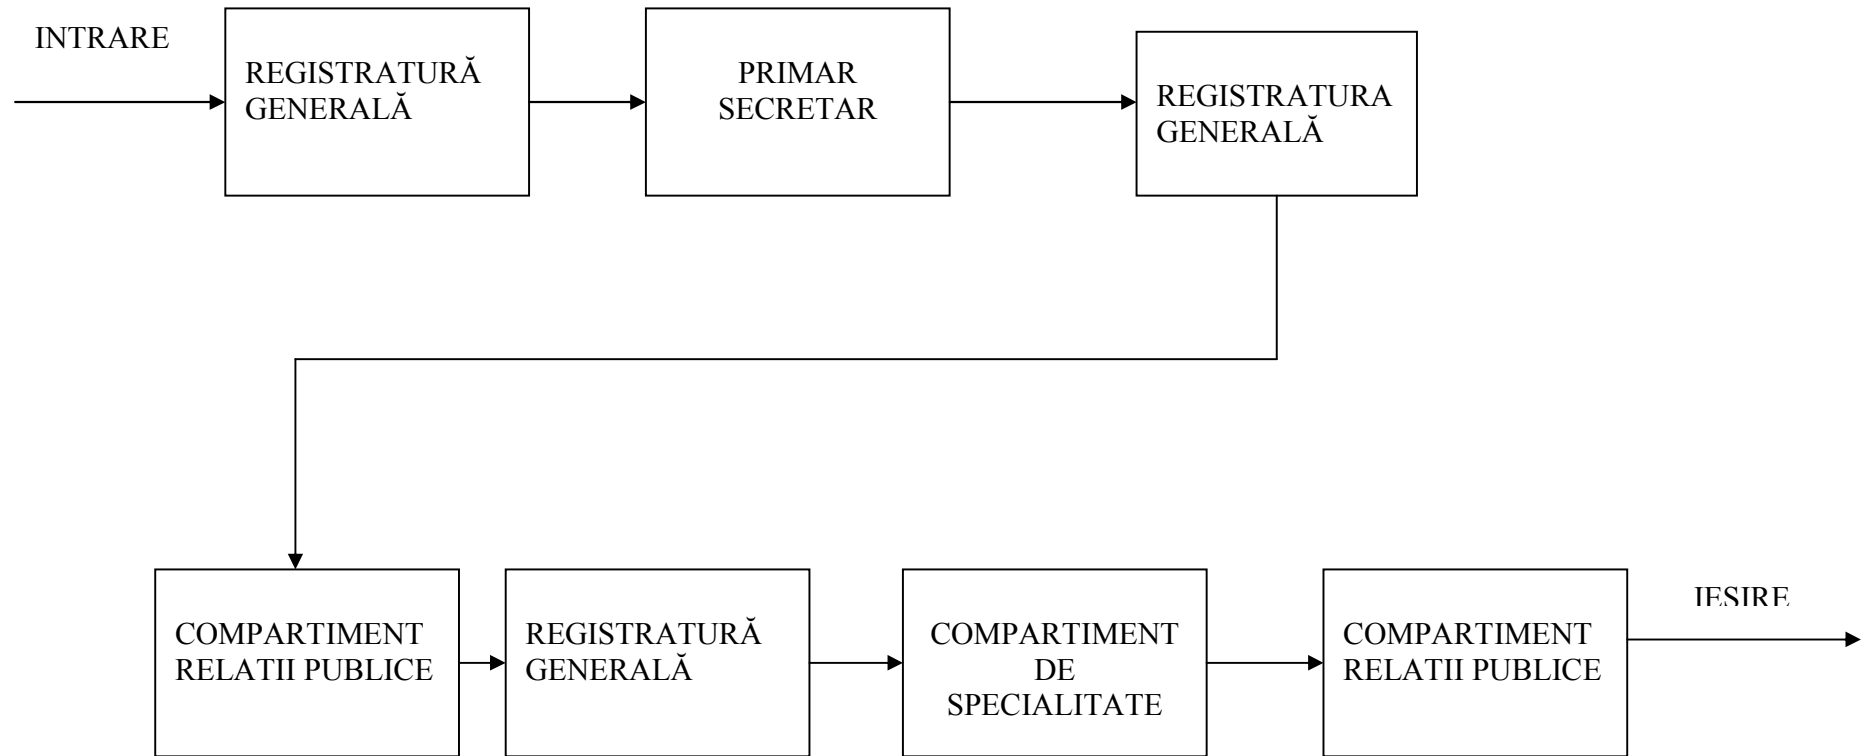 INTRARE
REGISTRATURĂ
GENERALĂ
PRIMAR
SECRETAR
REGISTRATURA
GENERALĂ
COMPARTIMENT
RELATII PUBLICE
REGISTRATURĂ
GENERALĂ
COMPARTIMENT
DE
SPECIALITATE
COMPARTIMENT
RELATII PUBLICE
IESIRE